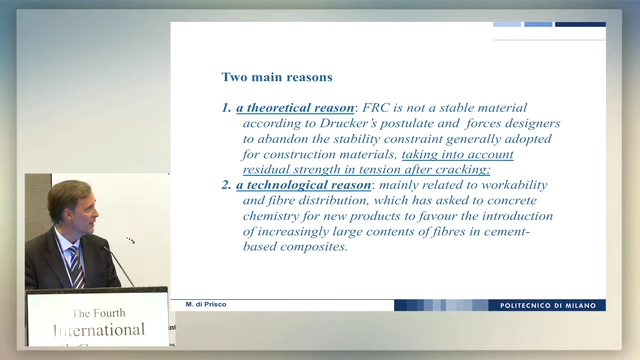 Two main reasons
1. a theoretical reason: FRC is not a stable material
according to Drucker's postulate and forces designers
to abandon the stability constraint generally adopted
for construction materials, taking into account
residual strength in tension after cracking;
2. a technological reason: mainly related to workability
and fibre distribution, which has asked to concrete
chemistry for new products to favour the introduction
of increasingly large contents of fibres in cement-
based composites.
M. di Prisco
POLITECNICO DI MILANO
The Fourth
International